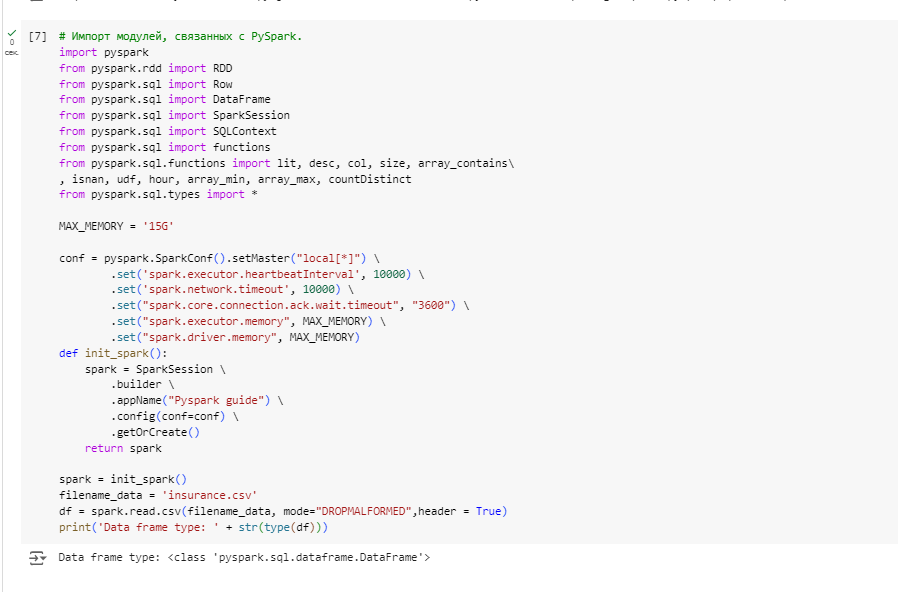 [7] # Импорт модулей, связанных с PySpark.
0
сек.
import pyspark
from pyspark.rdd import RDD
from pyspark.sql import Row
from pyspark.sql import DataFrame
from pyspark.sql import SparkSession
from pyspark.sql import SQLContext
from pyspark.sql import functions
from pyspark.sql.functions import lit, desc, col, size, array_contains\
, isnan, udf, hour, array_min, array_max, countDistinct
from pyspark.sql.types import *
MAX_MEMORY = '15G'
conf = pyspark.SparkConf().setMaster("local[*]") \
        .set('spark.executor.heartbeatInterval', 10000) \
        .set('spark.network.timeout', 10000) \
        .set("spark.core.connection.ack.wait.timeout", "3600") \
        .set("spark.executor.memory", MAX_MEMORY) \
        .set("spark.driver.memory", MAX_MEMORY)
def init_spark():
    spark = SparkSession \
        .builder \
        .appName("Pyspark guide") \
        .config(conf=conf) \
        .getOrCreate()
    return spark
spark = init_spark()
filename_data = 'insurance.csv'
df = spark.read.csv(filename_data, mode="DROPMALFORMED",header = True)
print('Data frame type: ' + str(type(df)))
Data frame type: <class 'pyspark.sql.dataframe.DataFrame'>